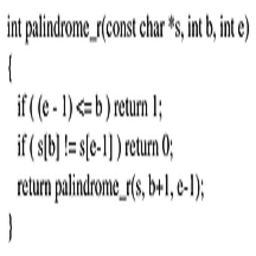 int palindrome_r(const char *s, int b, int e)
{
if ( (e - 1) <= b ) return 1;
if ( s[b] != s[e-1] ) return 0;
return palindrome_r(s, b+1, e-1);
}